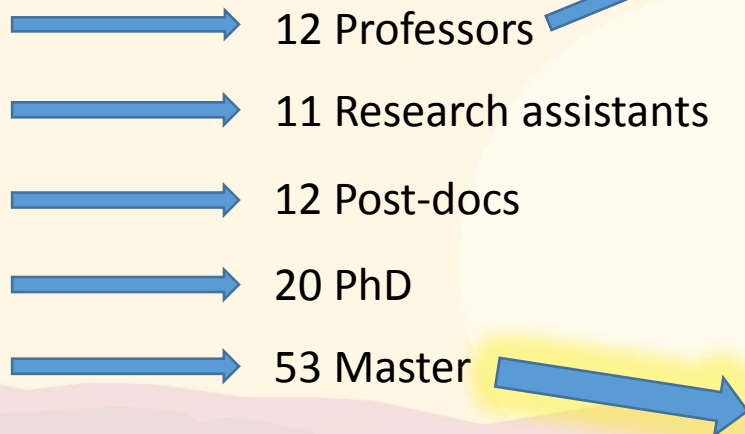 12 Professors
11 Research assistants
12 Post-docs
20 PhD
53 Master